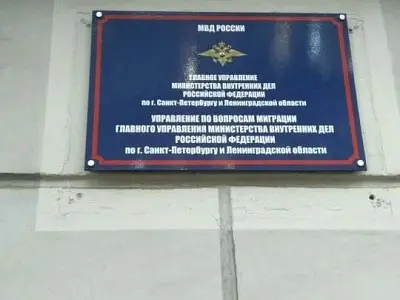 МВД РОССИИ
ГЛАВНОЕ УПРАВЛЕНИЕ
МИНИСТЕРСТВА ВНУТРЕННИХ ДЕЛ
РОССИЙСКОЙ ФЕДЕРАЦИИ
по г. Санкт-Петербургу и Ленинградской области
УПРАВЛЕНИЕ ПО ВОПРОСАМ МИГРАЦИИ
ГЛАВНОГО УПРАВЛЕНИЯ МИНИСТЕРСТВА ВНУТРЕННИХ ДЕЛ
РОССИЙСКОЙ ФЕДЕРАЦИИ
по г. Санкт-Петербургу и Ленинградской области